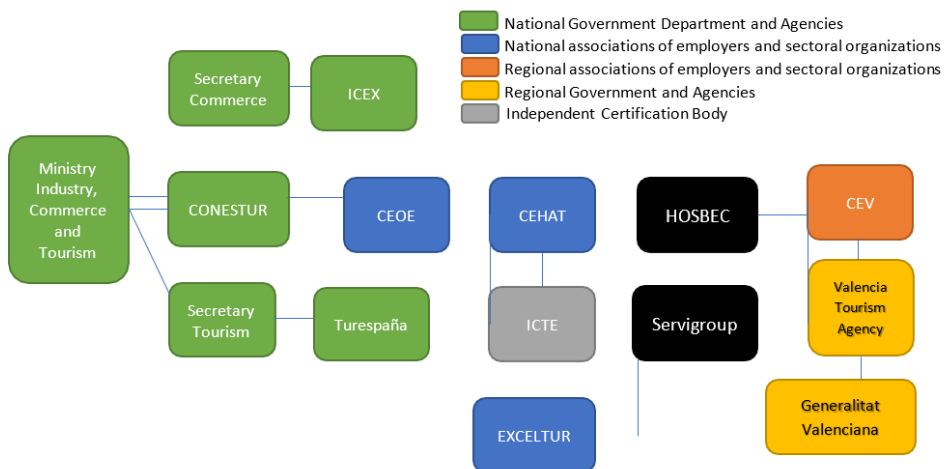 National Government Department and Agencies
National associations of employers and sectoral organizations
Regional associations of employers and sectoral organizations
Regional Government and Agencies
Independent Certification Body
Secretary
Commerce
ICEX
Ministry
Industry,
Commerce
and
Tourism
CONESTUR
CEOE
CEHAT
HOSBEC
CEV
Secretary
Tourism
Turespaña
ICTE
Servigroup
Valencia
Tourism
Agency
EXCELTUR
Generalitat
Valenciana